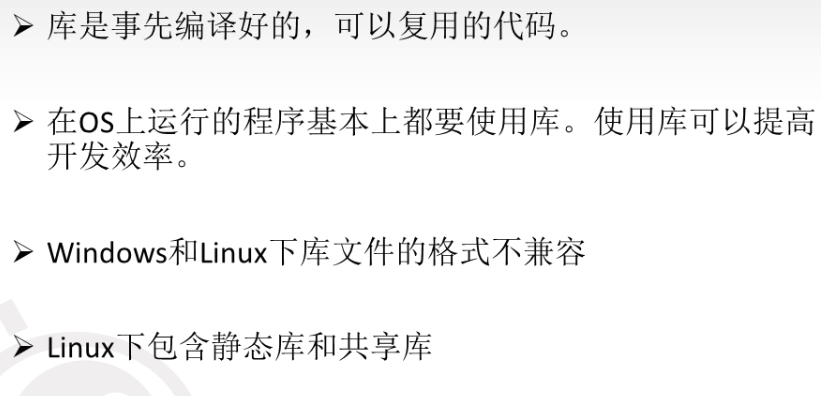 ➢ 库是事先编译好的，可以复用的代码。
➢ 在OS上运行的程序基本上都要使用库。使用库可以提高
开发效率。
➢ Windows和Linux下库文件的格式不兼容
➢ Linux下包含静态库和共享库